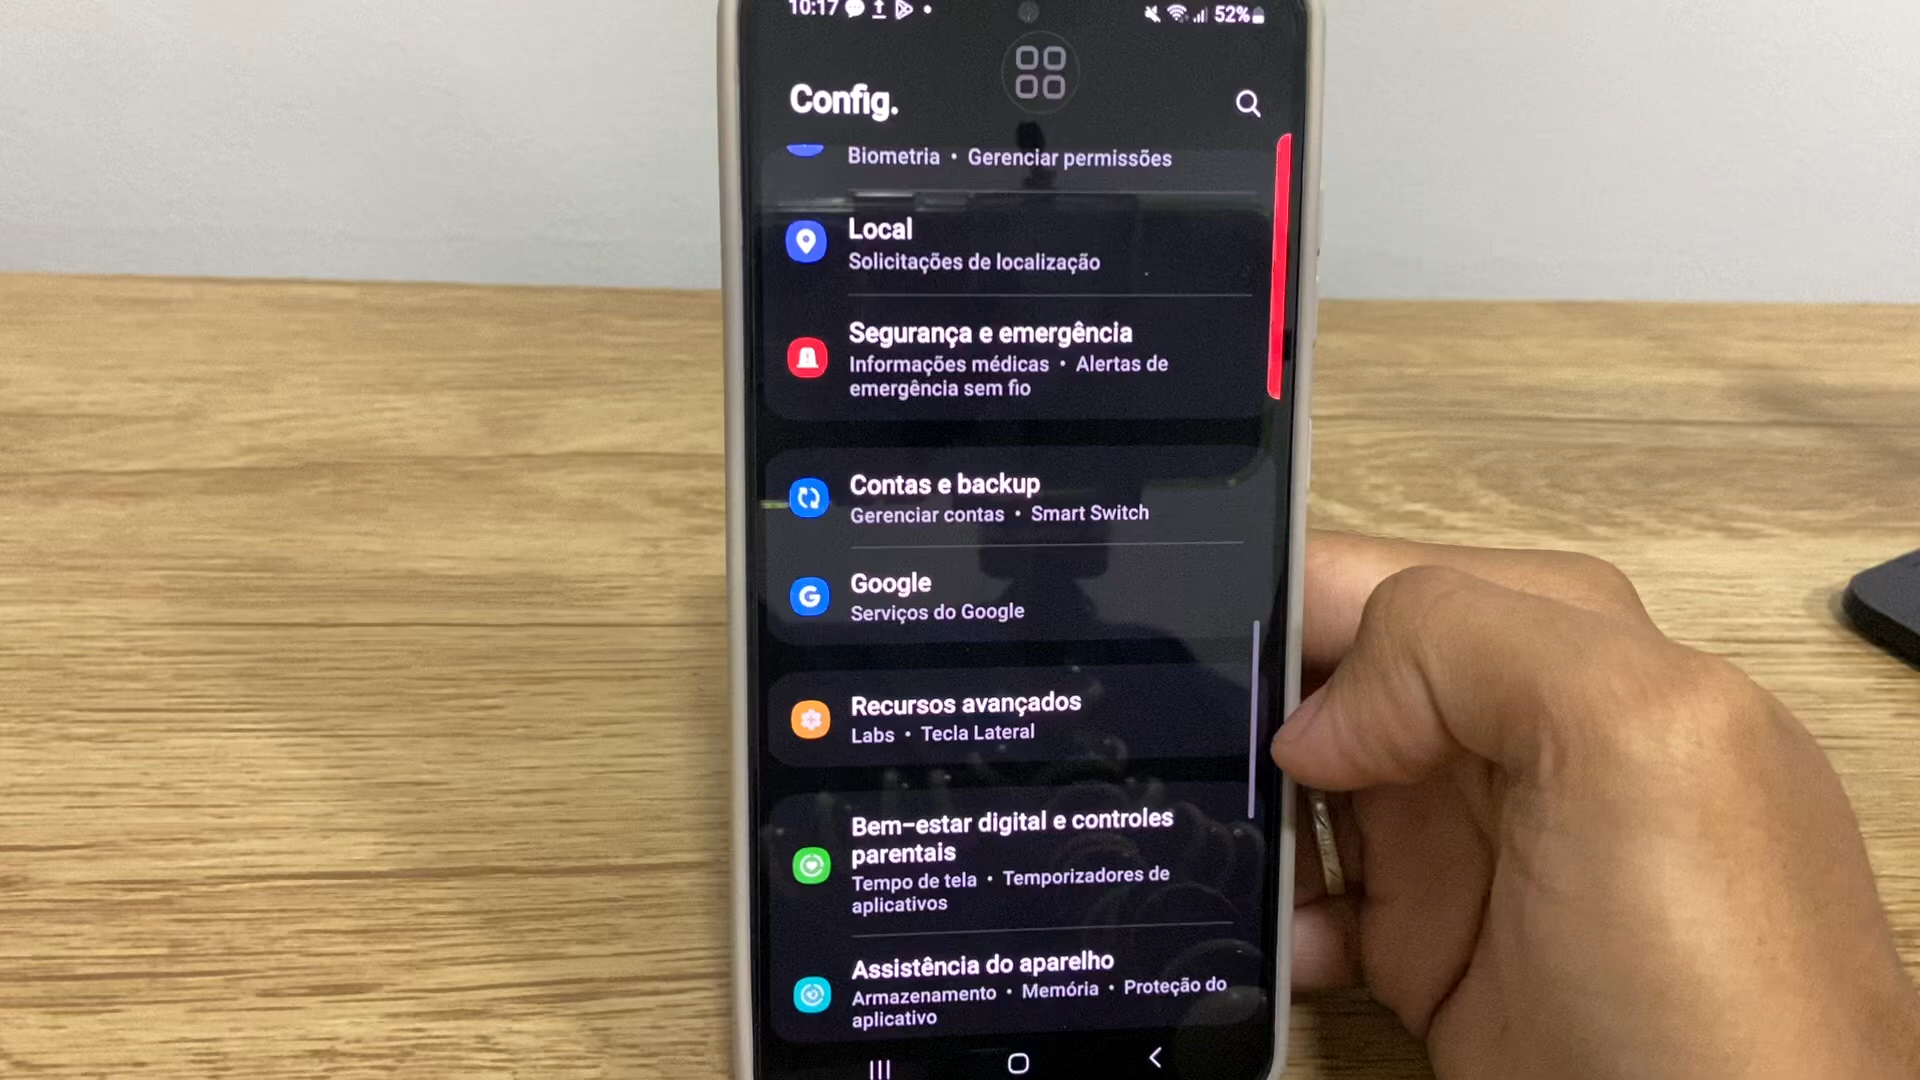 10:17
52%
Config.
Biometria • Gerenciar permissões
Local
Solicitações de localização
Segurança e emergência
Informações médicas • Alertas de
emergência sem fio
Contas e backup
Gerenciar contas • Smart Switch
G
Google
Serviços do Google
Recursos avançados
Labs • Tecla Lateral
Bem-estar digital e controles
parentais
Tempo de tela • Temporizadores de
aplicativos
Assistência do aparelho
Armazenamento • Memória • Proteção do
aplicativo